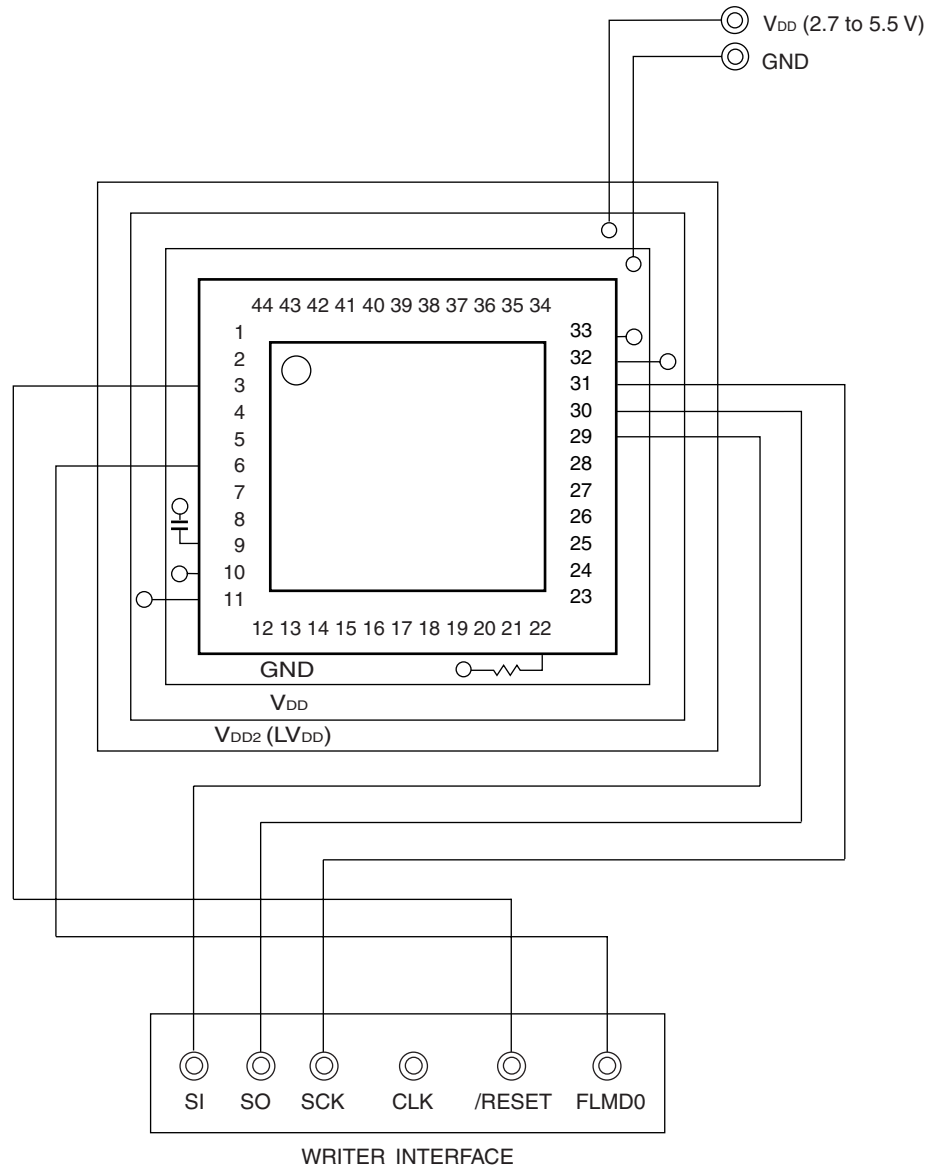 VDD (2.7 to 5.5 V)
GND
44 43 42 41 40 39 38 37 36 35 34
1
2
3
4
5
6
7
8
9
10
11
33
32
31
30
29
28
27
26
25
24
23
12 13 14 15 16 17 18 19 20 21 22
GND
VDD
VDD2 (LVDD)
SI SO SCK CLK /RESET FLMD0
WRITER INTERFACE